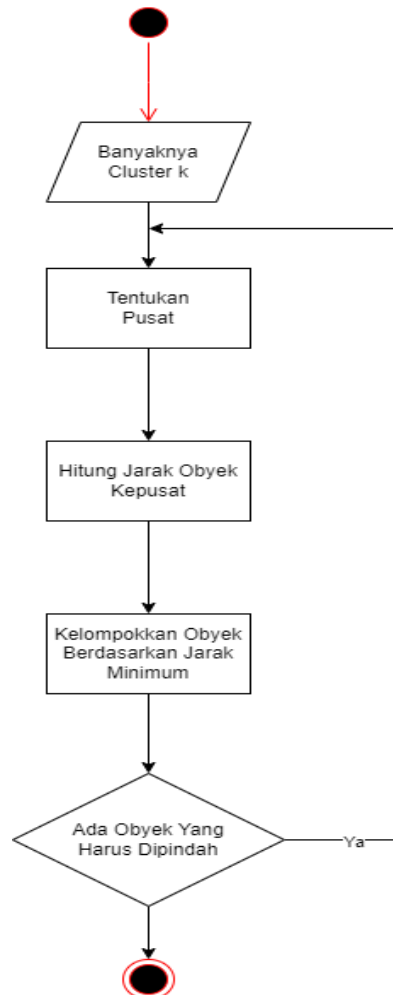 Banyaknya
Cluster k
Tentukan
Pusat
Hitung Jarak Obyek
Kepusat
Kelompokkan Obyek
Berdasarkan Jarak
Minimum
Ada Obyek Yang
Harus Dipindah
Ya